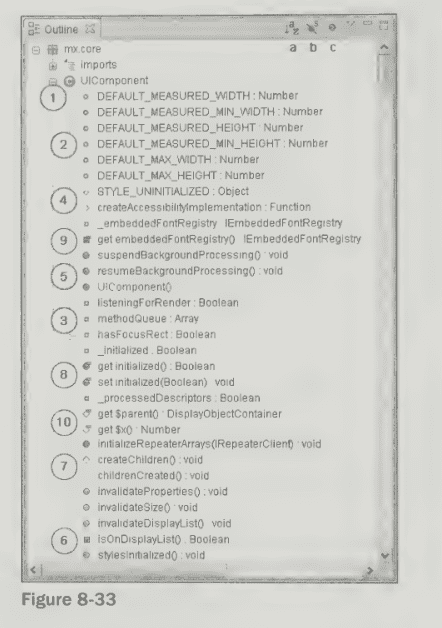 Outline
a b c
mx.core
imports
UIComponent
1
DEFAULT_MEASURED_WIDTH : Number
DEFAULT_MEASURED_MIN_WIDTH : Number
DEFAULT_MEASURED_HEIGHT : Number
2
DEFAULT_MEASURED_MIN_HEIGHT : Number
DEFAULT_MAX_WIDTH : Number
DEFAULT_MAX_HEIGHT : Number
4
STYLE_UNINITIALIZED : Object
createAccessibilityImplementation : Function
_embeddedFontRegistry IEmbeddedFontRegistry
9
get embeddedFontRegistry() IEmbeddedFontRegistry
suspendBackgroundProcessing() : void
5
resumeBackgroundProcessing() : void
UIComponent()
listeningForRender : Boolean
3
methodQueue : Array
hasFocusRect : Boolean
_initialized : Boolean
8
get initialized() : Boolean
set initialized(Boolean) void
_processedDescriptors : Boolean
10
get $parent() : DisplayObjectContainer
get $x() : Number
initializeRepeaterArrays(IRepeaterClient) : void
7
createChildren() : void
childrenCreated() : void
invalidateProperties() : void
invalidateSize() : void
invalidateDisplayList() void
6
isOnDisplayList() : Boolean
stylesInitialized() : void
Figure 8-33